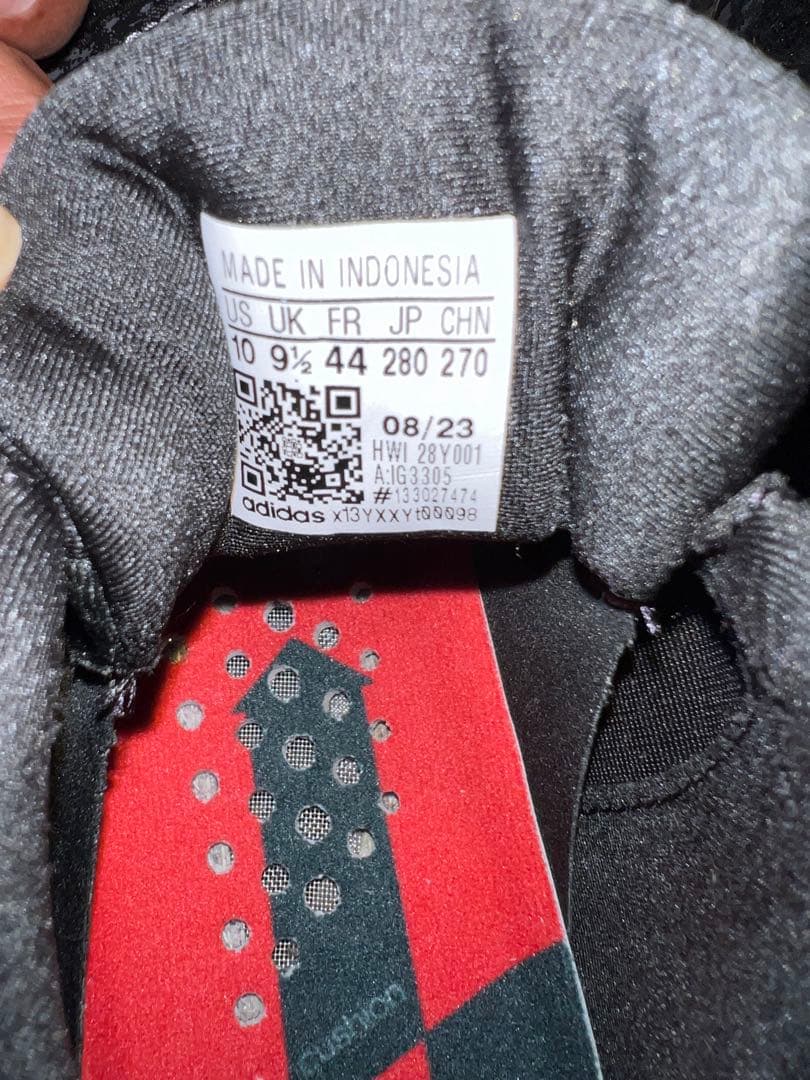 MADE IN INDONESIA
US UK FR JP CHN
10 9½ 44 280 270
08/23
HWI 28Y001
A:IG3305
#133027474
adidas x13YXXYt00098
cushion